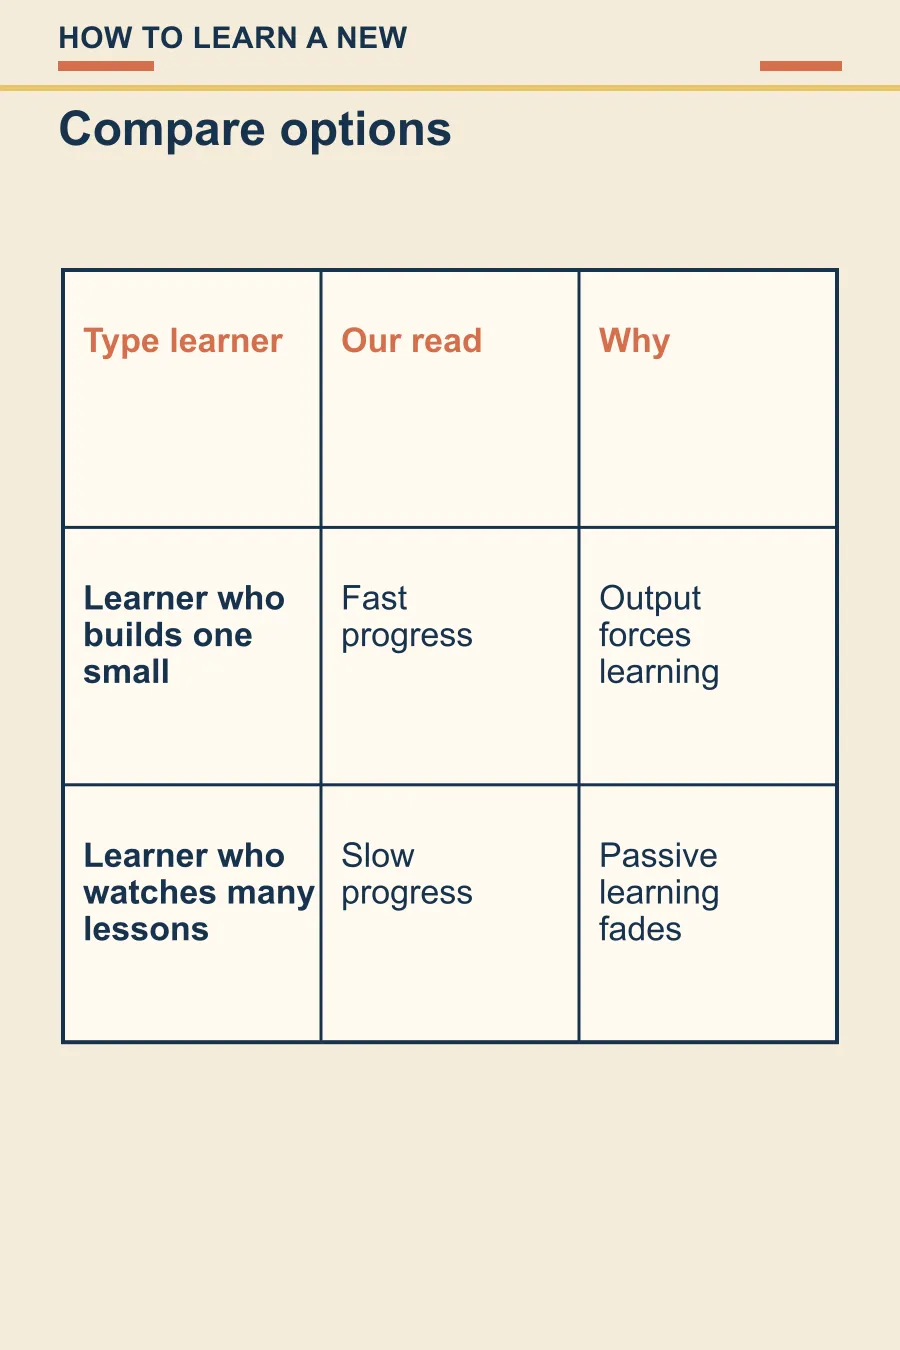 HOW TO LEARN A NEW
Compare options
Type learner
Our read
Why
Learner who
builds one
small
Fast
progress
Output
forces
learning
Learner who
watches many
lessons
Slow
progress
Passive
learning
fades